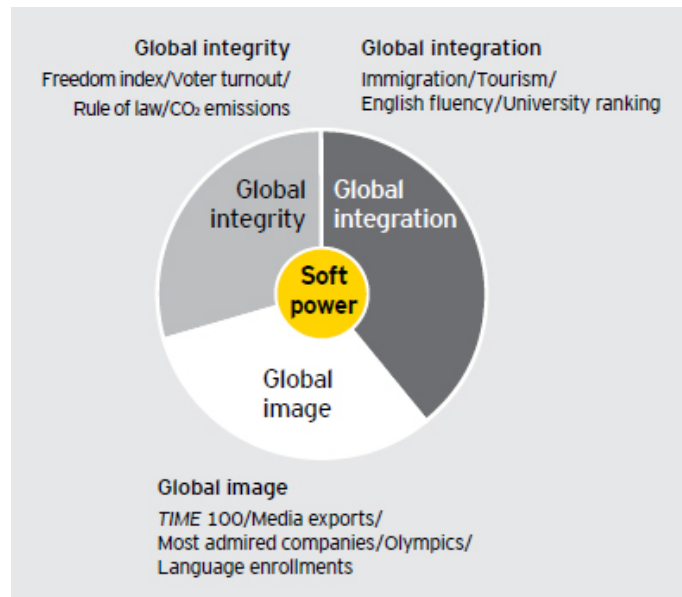 Global integrity
Freedom index/Voter turnout/
Rule of law/CO₂ emissions
Global integration
Immigration/Tourism/
English fluency/University ranking
Global
integrity
Global
integration
Soft
power
Global
image
Global image
TIME 100/Media exports/
Most admired companies/Olympics/
Language enrollments